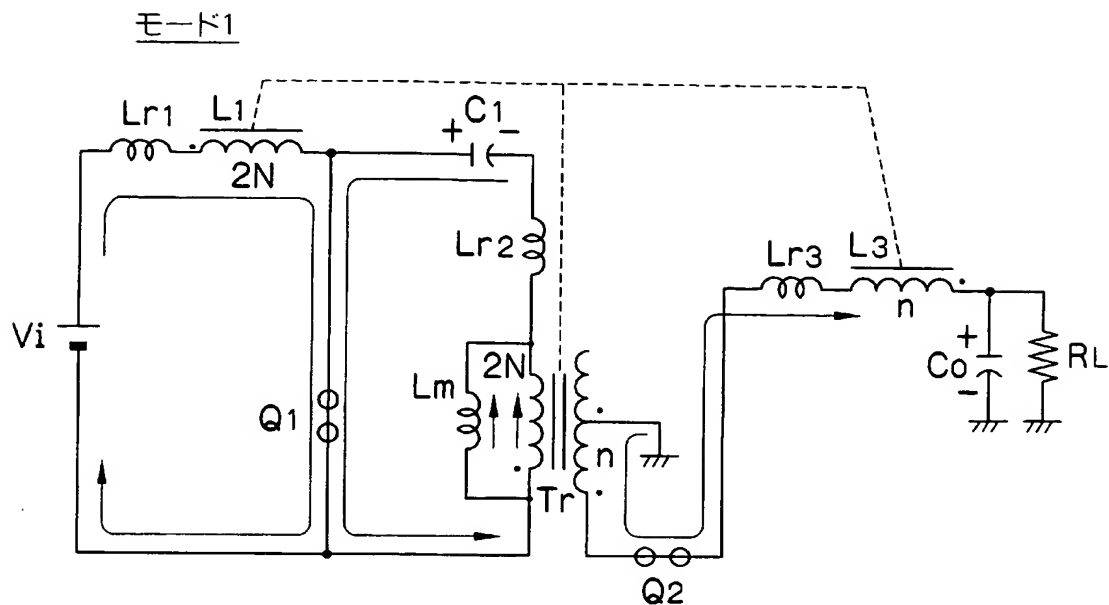 モード1
Lr1
L1
2N
+ C1 -
Lr2
Vi
Q1
Lm
2N
Tr
n
Q2
Lr3
L3
n
+
Co
-
RL